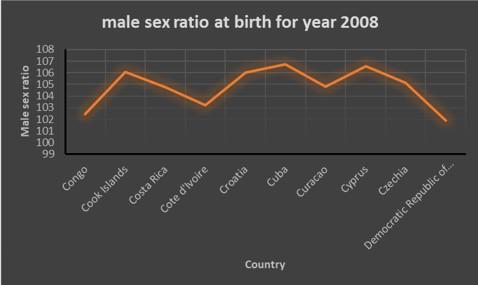 male sex ratio at birth for year 2008
Male sex ratio
108
107
106
105
104
103
102
101
100
99
Congo
Cook Islands
Costa Rica
Cote d'Ivoire
Croatia
Cuba
Curacao
Cyprus
Czechia
Democratic Republic of…
Country